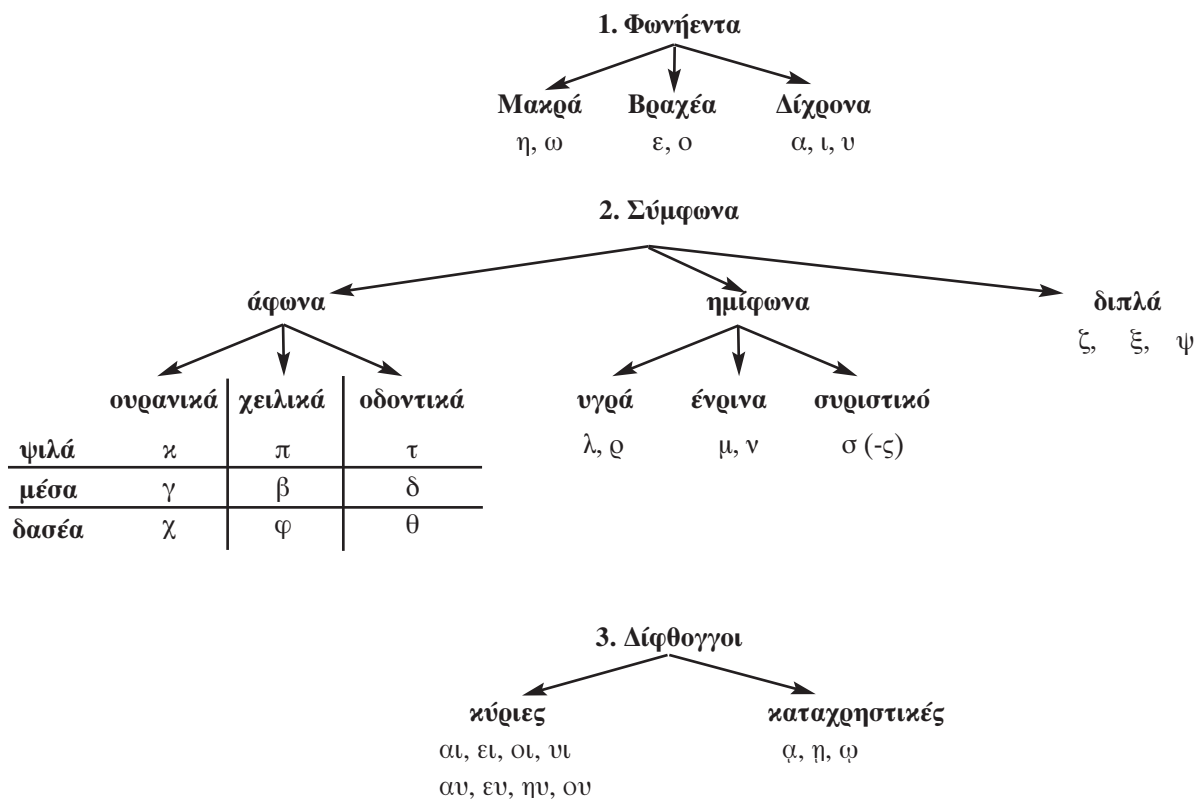 1. Φωνήεντα
Μακρά Βραχέα Δίχρονα
η, ω ε, ο α, ι, υ
2. Σύμφωνα
άφωνα ημίφωνα διπλά
ζ, ξ, ψ
ουρανικά χειλικά οδοντικά υγρά ένρινα συριστικό
ψιλά κ π τ λ, ρ μ, ν σ (-ς)
μέσα γ β δ
δασέα χ φ θ
3. Δίφθογγοι
κύριες καταχρηστικές
αι, ει, οι, υι ᾳ, ῃ, ῳ
αυ, ευ, ηυ, ου